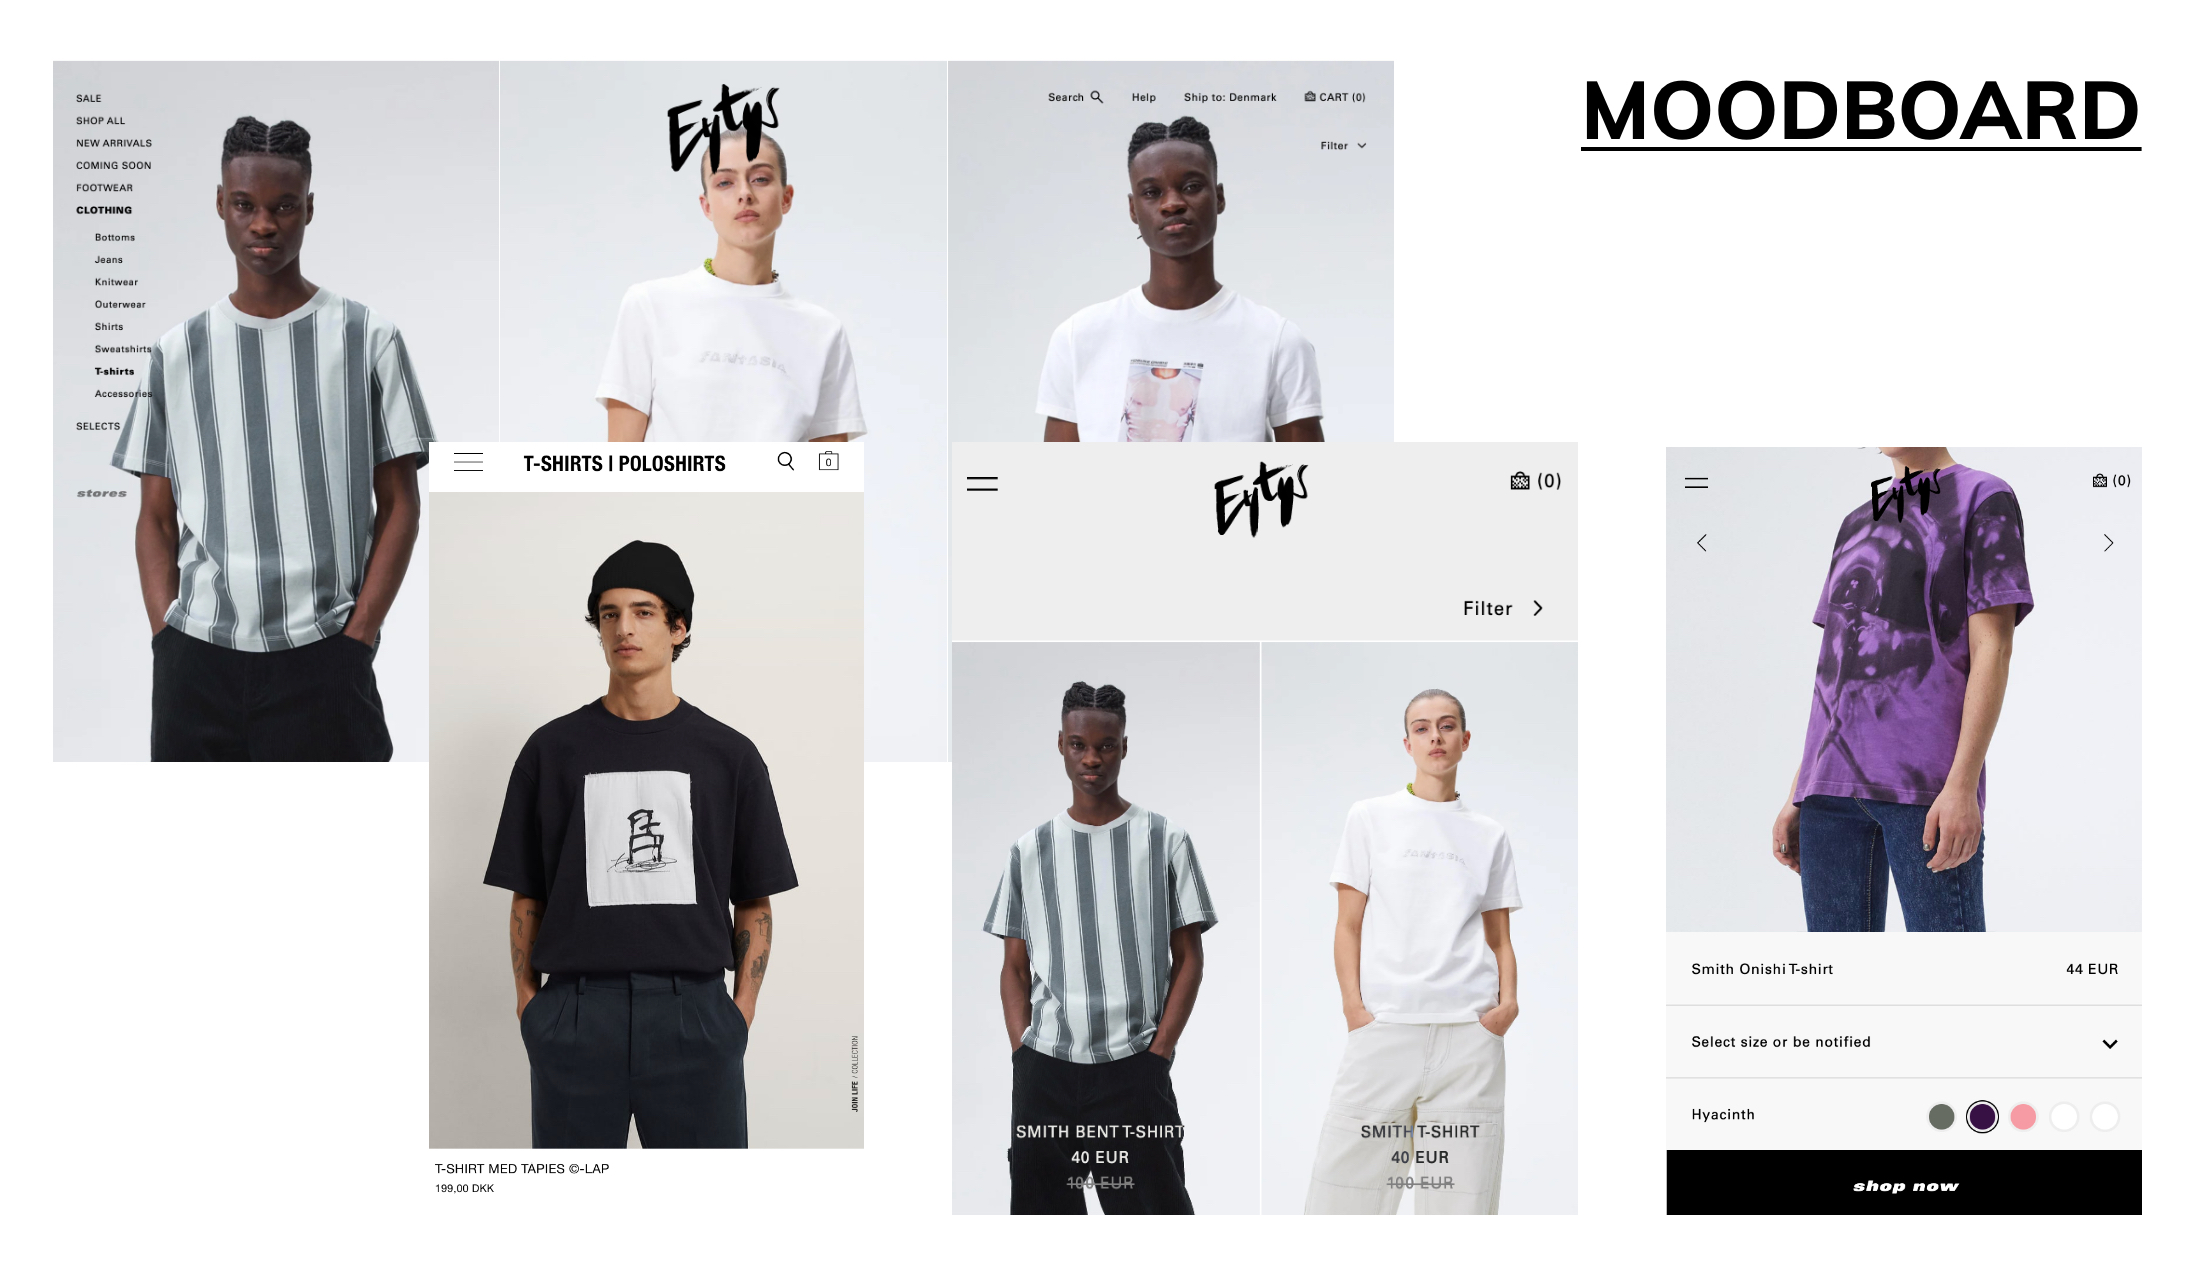 MOODBOARD
SALE
SHOP ALL
NEW ARRIVALS
COMING SOON
FOOTWEAR
CLOTHING
Bottoms
Jeans
Knitwear
Outerwear
Shirts
Sweatshirts
T-shirts
Accessories
SELECTS
stores
Eytys
Search
Help
Ship to: Denmark
CART (0)
Filter
FANTASIA
T-SHIRTS | POLOSHIRTS
0
JOIN LIFE / COLLECTION
T-SHIRT MED TAPIES ©-LAP
199,00 DKK
Eytys
(0)
Filter
FANTASIA
SMITH BENT T-SHIRT
40 EUR
100 EUR
SMITH T-SHIRT
40 EUR
100 EUR
Eytys
(0)
Smith Onishi T-shirt
44 EUR
Select size or be notified
Hyacinth
shop now